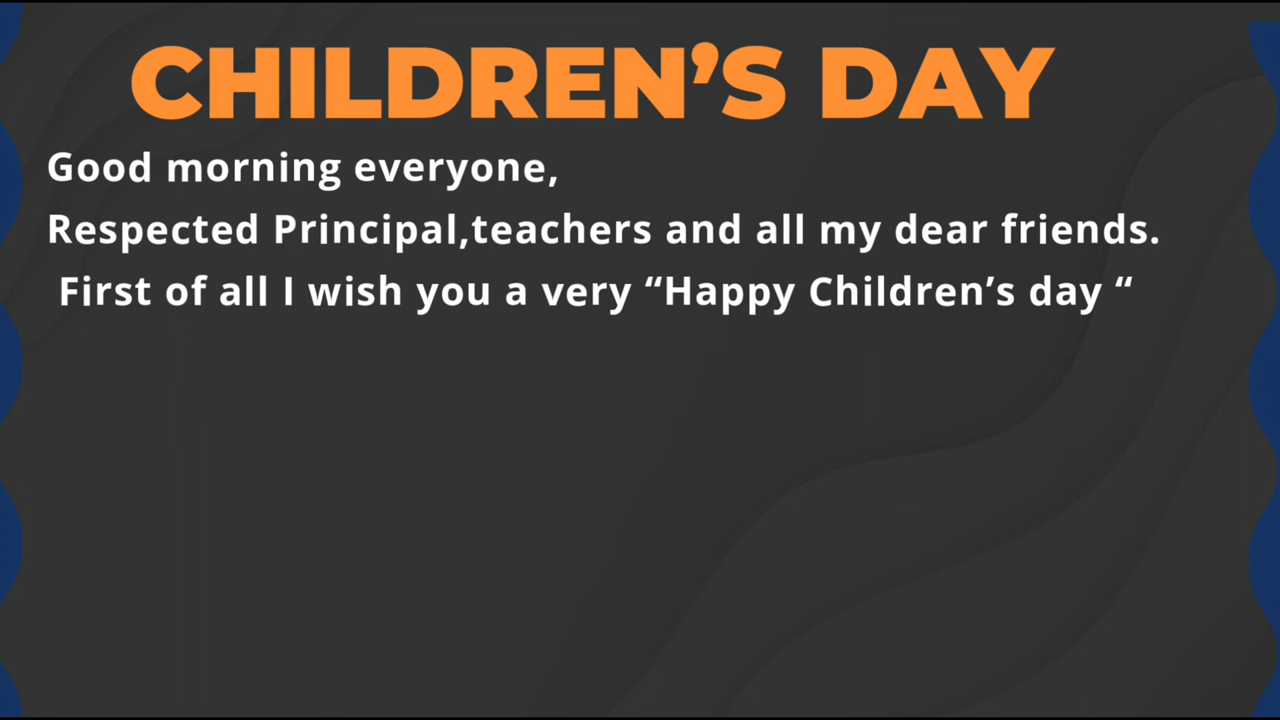 CHILDREN’S DAY
Good morning everyone,
Respected Principal,teachers and all my dear friends.
First of all I wish you a very “Happy Children’s day “